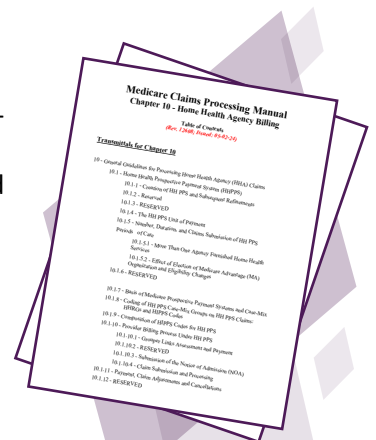 Medicare Claims Processing Manual
Chapter 10 - Home Health Agency Billing
Table of Contents
(Rev. 12648, Issued: 05-02-24)
Transmittals for Chapter 10
10 - General Guidelines for Processing Home Health Agency (HHA) Claims
10.1 - Home Health Prospective Payment System (HHPPS)
10.1.1 - Creation of HH PPS and Subsequent Refinements
10.1.2 - Reserved
10.1.3 - RESERVED
10.1.4 - The HH PPS Unit of Payment
10.1.5 - Number, Duration, and Claims Submission of HH PPS
Periods of Care
10.1.5.1 - More Than One Agency Furnished Home Health
Services
10.1.5.2 - Effect of Election of Medicare Advantage (MA)
Organization and Eligibility Changes
10.1.6 - RESERVED
10.1.7 - Basis of Medicare Prospective Payment Systems and Case-Mix
10.1.8 - Coding of HH PPS Case-Mix Groups on HH PPS Claims:
HHRGs and HIPPS Codes
10.1.9 - Composition of HIPPS Codes for HH PPS
10.1.10 - Provider Billing Process Under HH PPS
10.1.10.1 - Grouper Links Assessment and Payment
10.1.10.2 - RESERVED
10.1.10.3 - Submission of the Notice of Admission (NOA)
10.1.10.4 - Claim Submission and Processing
10.1.11 - Payment, Claim Adjustments and Cancellations
10.1.12 - RESERVED